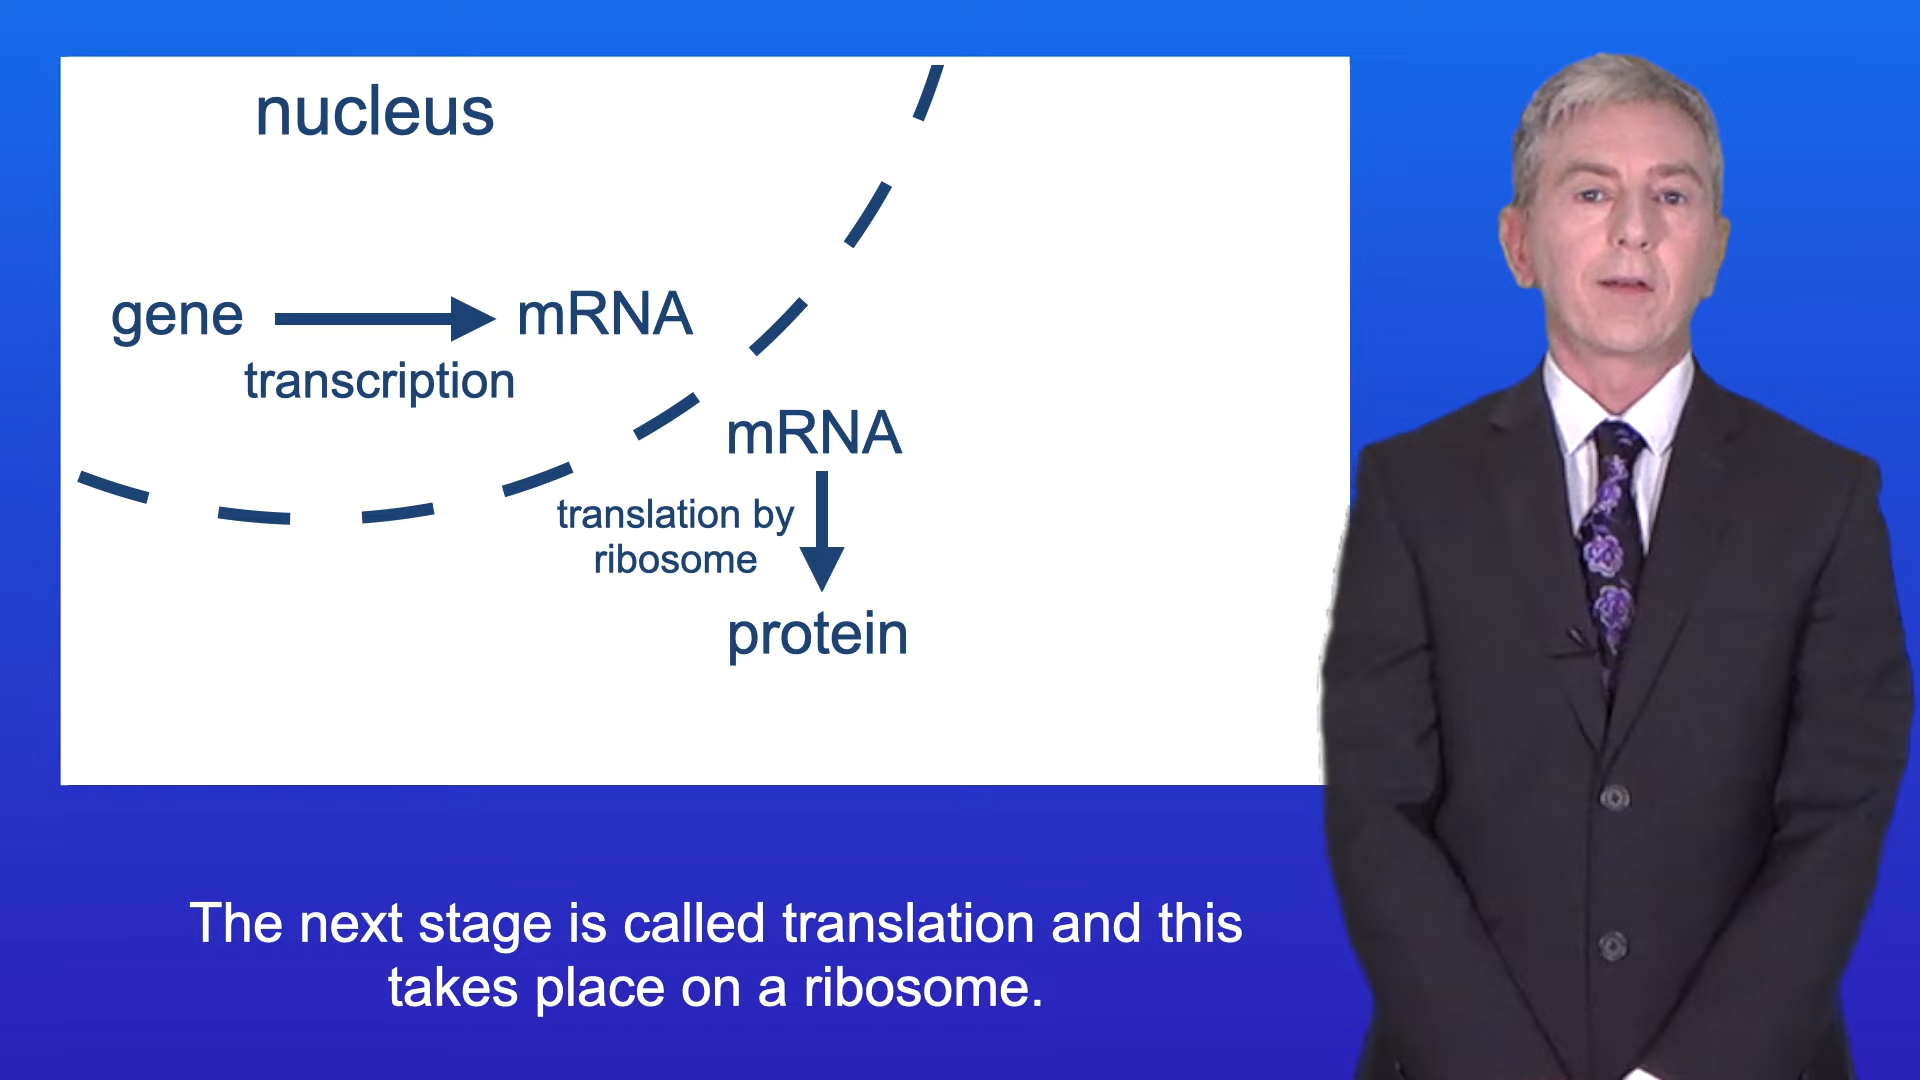 nucleus
gene
mRNA
transcription
mRNA
translation by
ribosome
protein
The next stage is called translation and this
takes place on a ribosome.